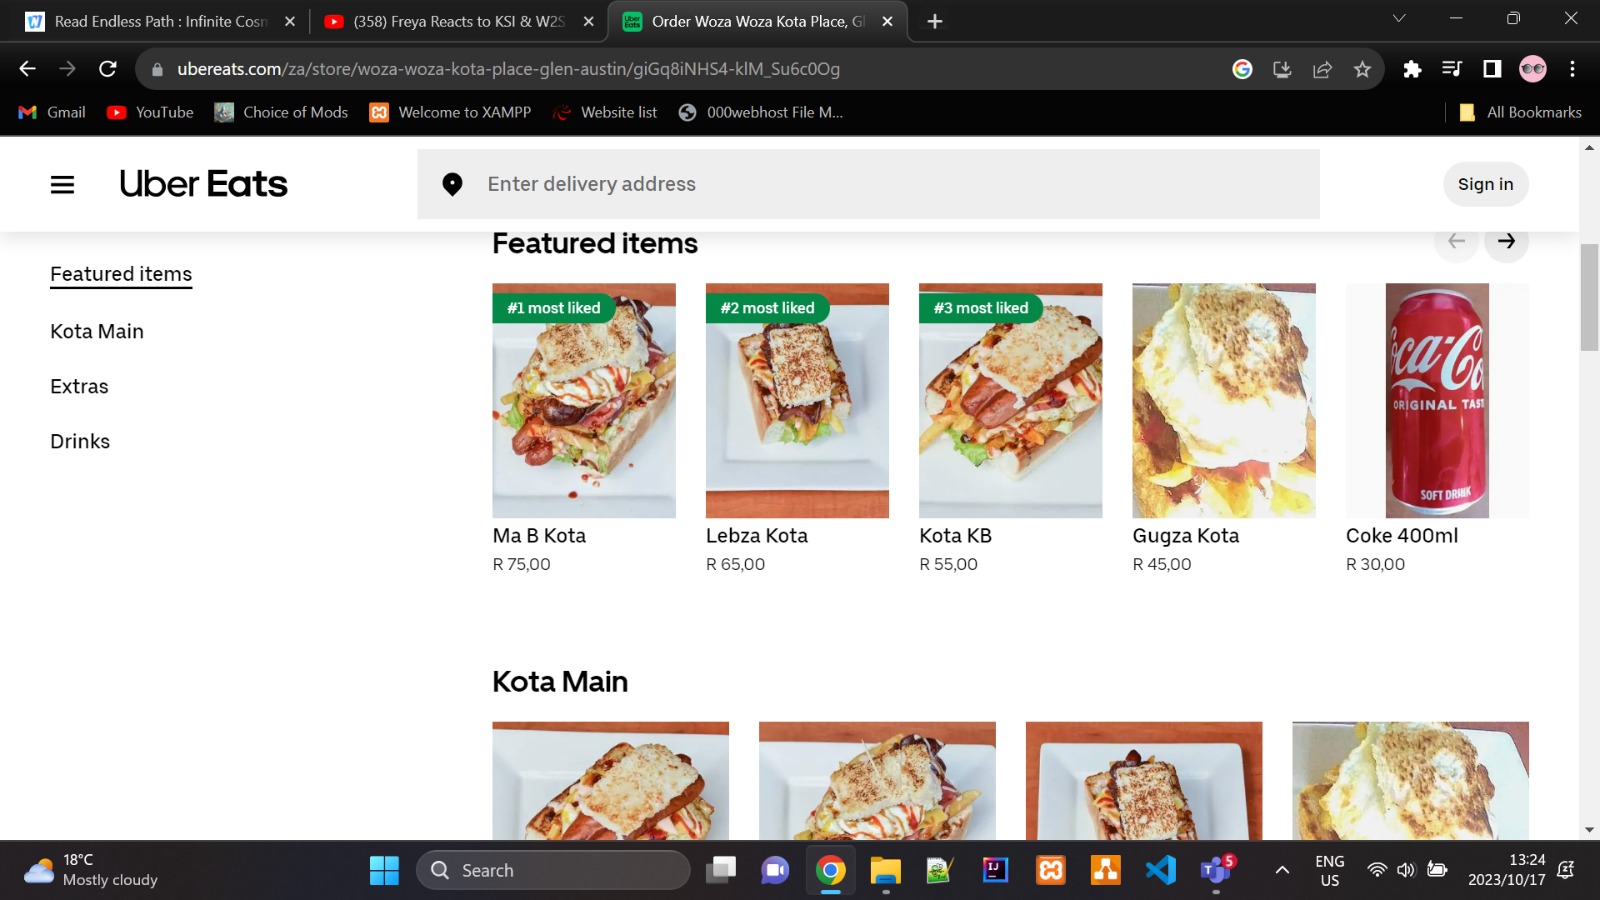 Read Endless Path : Infinite Cosm
(358) Freya Reacts to KSI & W2S
Order Woza Woza Kota Place, Gl
ubereats.com/za/store/woza-woza-kota-place-glen-austin/giGq8iNHS4-klM_Su6c0Og
Gmail
YouTube
Choice of Mods
Welcome to XAMPP
Website list
000webhost File M...
All Bookmarks
Uber Eats
Enter delivery address
Sign in
Featured items
Kota Main
Extras
Drinks
Featured items
#1 most liked
#2 most liked
#3 most liked
Coca-Co
ORIGINAL TAST
SOFT DRINK
Ma B Kota
R 75,00
Lebza Kota
R 65,00
Kota KB
R 55,00
Gugza Kota
R 45,00
Coke 400ml
R 30,00
Kota Main
18°C
Mostly cloudy
Search
5
ENG
US
13:24
2023/10/17